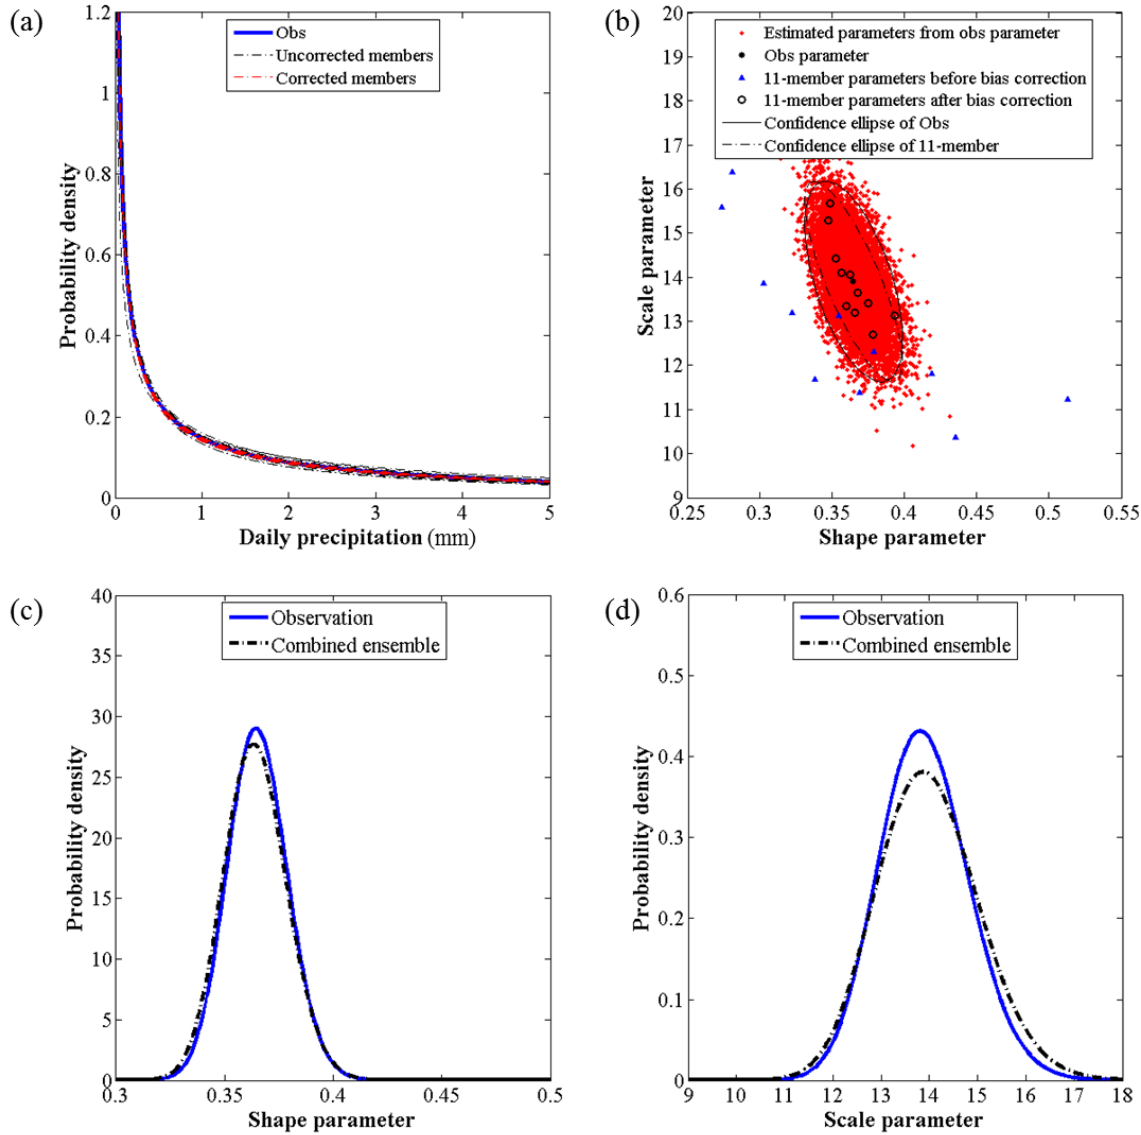 (a)
1.2
1
0.8
0.6
0.4
0.2
0
Probability density
Obs
Uncorrected members
Corrected members
0 1 2 3 4 5
Daily precipitation (mm)
(b)
20
19
18
17
16
15
14
13
12
11
10
9
Scale parameter
Estimated parameters from obs parameter
Obs parameter
11-member parameters before bias correction
11-member parameters after bias correction
Confidence ellipse of Obs
Confidence ellipse of 11-member
0.25 0.3 0.35 0.4 0.45 0.5 0.55
Shape parameter
(c)
40
35
30
25
20
15
10
5
0
Probability density
Observation
Combined ensemble
0.3 0.35 0.4 0.45 0.5
Shape parameter
(d)
0.6
0.5
0.4
0.3
0.2
0.1
0
Probability density
Observation
Combined ensemble
9 10 11 12 13 14 15 16 17 18
Scale parameter